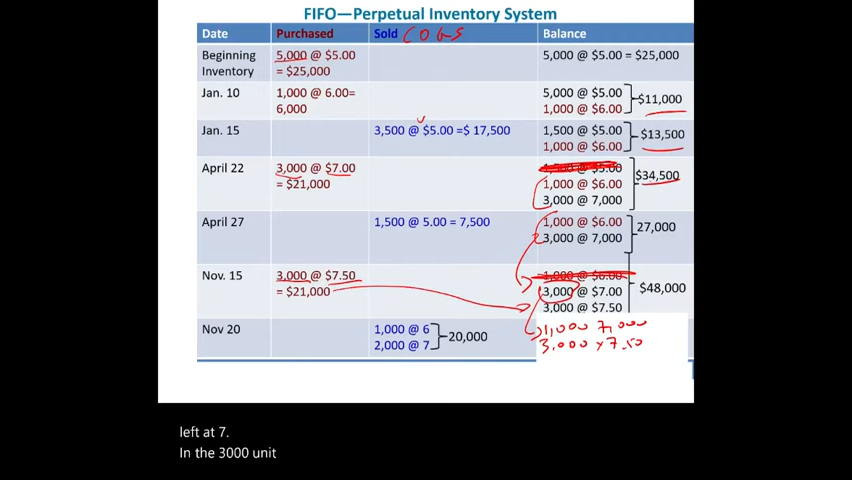 FIFO—Perpetual Inventory System
Date Purchased Sold COGS Balance
Beginning Inventory 5,000 @ $5.00 = $25,000 5,000 @ $5.00 = $25,000
Jan. 10 1,000 @ 6.00= 6,000 5,000 @ $5.00 1,000 @ $6.00 $11,000
Jan. 15 3,500 @ $5.00 =$ 17,500 1,500 @ $5.00 1,000 @ $6.00 $13,500
April 22 3,000 @ $7.00 = $21,000 1,000 @ $6.00 3,000 @ 7,000 $34,500
April 27 1,500 @ 5.00 = 7,500 1,000 @ $6.00 3,000 @ 7,000 27,000
Nov. 15 3,000 @ $7.50 = $21,000 1,000 @ $6.00 3,000 @ $7.00 3,000 @ $7.50 $48,000
Nov 20 1,000 @ 6 2,000 @ 7 20,000 1,000 7,000 3,000 x 7.50
left at 7.
In the 3000 unit